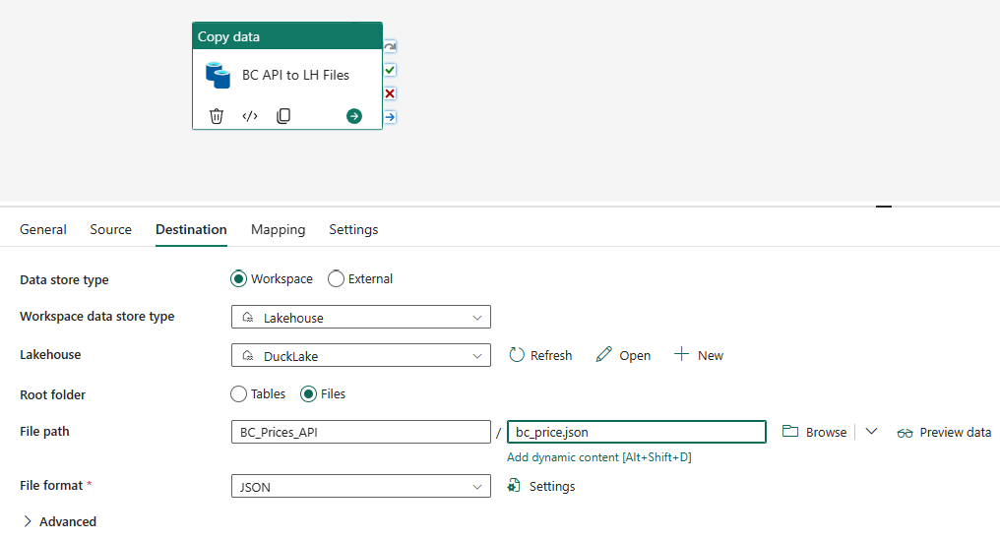 Copy data
BC API to LH Files
General Source Destination Mapping Settings
Data store type Workspace External
Workspace data store type Lakehouse
Lakehouse DuckLake Refresh Open New
Root folder Tables Files
File path BC_Prices_API / bc_price.json Browse Preview data
Add dynamic content [Alt+Shift+D]
File format * JSON Settings
Advanced